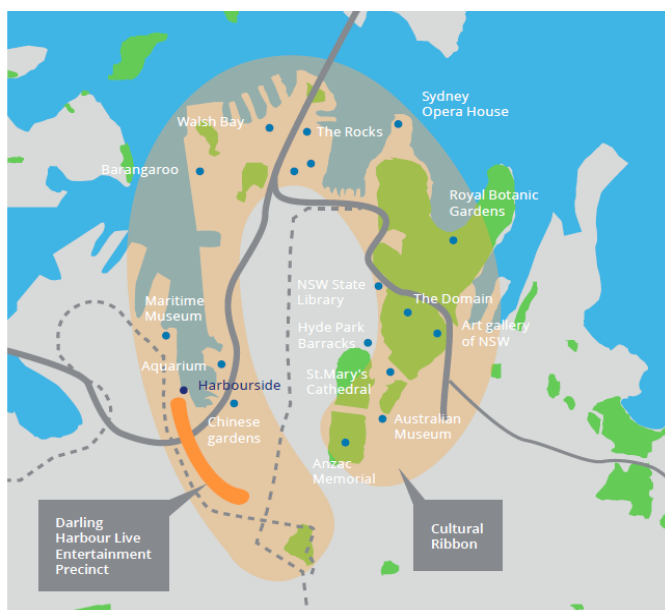 Sydney
Opera House
Walsh Bay
The Rocks
Barangaroo
Royal Botanic
Gardens
NSW State
Library
Maritime
Museum
The Domain
Hyde Park
Barracks
Art gallery
of NSW
Aquarium
St.Mary's
Cathedral
Harbourside
Chinese
gardens
Australian
Museum
Anzac
Memorial
Darling
Harbour Live
Entertainment
Precinct
Cultural
Ribbon